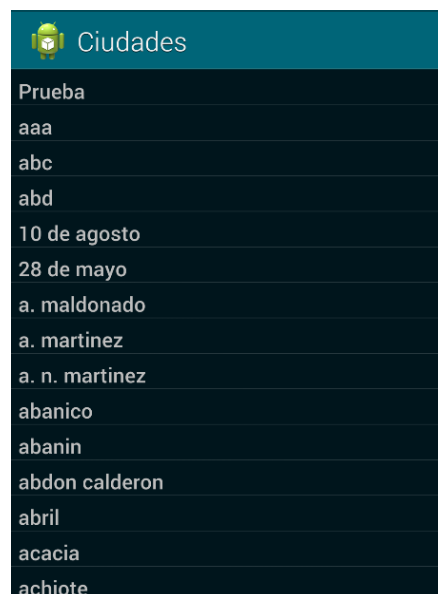 Ciudades
Prueba
aaa
abc
abd
10 de agosto
28 de mayo
a. maldonado
a. martinez
a. n. martinez
abanico
abanin
abdon calderon
abril
acacia
achiote